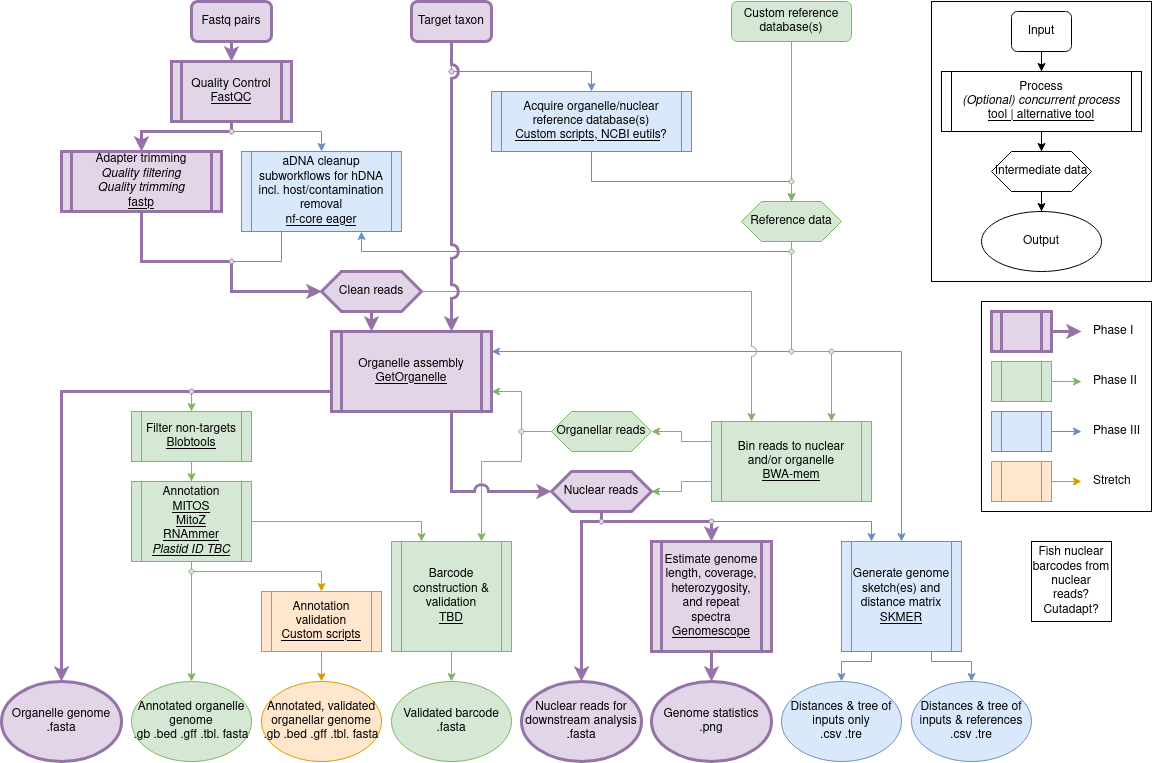 Fastq pairs
Target taxon
Custom reference
database(s)
Input
Quality Control
FastQC
Process
(Optional) concurrent process
tool | alternative tool
Acquire organelle/nuclear
reference database(s)
Custom scripts, NCBI eutils?
Adapter trimming
Quality filtering
Quality trimming
fastp
aDNA cleanup
subworkflows for hDNA
incl. host/contamination
removal
nf-core eager
Intermediate data
Reference data
Output
Clean reads
Organelle assembly
GetOrganelle
Phase I
Phase II
Phase III
Stretch
Filter non-targets
Blobtools
Organellar reads
Bin reads to nuclear
and/or organelle
BWA-mem
Nuclear reads
Annotation
MITOS
MitoZ
RNAmmer
Plastid ID TBC
Barcode
construction &
validation
TBD
Estimate genome
length, coverage,
heterozygosity,
and repeat
spectra
Genomescope
Generate genome
sketch(es) and
distance matrix
SKMER
Fish nuclear
barcodes from
nuclear
reads?
Cutadapt?
Annotation
validation
Custom scripts
Organelle genome
.fasta
Annotated organelle
genome
.gb .bed .gff .tbl. fasta
Annotated, validated
organellar genome
.gb .bed .gff .tbl. fasta
Validated barcode
.fasta
Nuclear reads for
downstream analysis
.fasta
Genome statistics
.png
Distances & tree of
inputs only
.csv .tre
Distances & tree of
inputs & references
.csv .tre